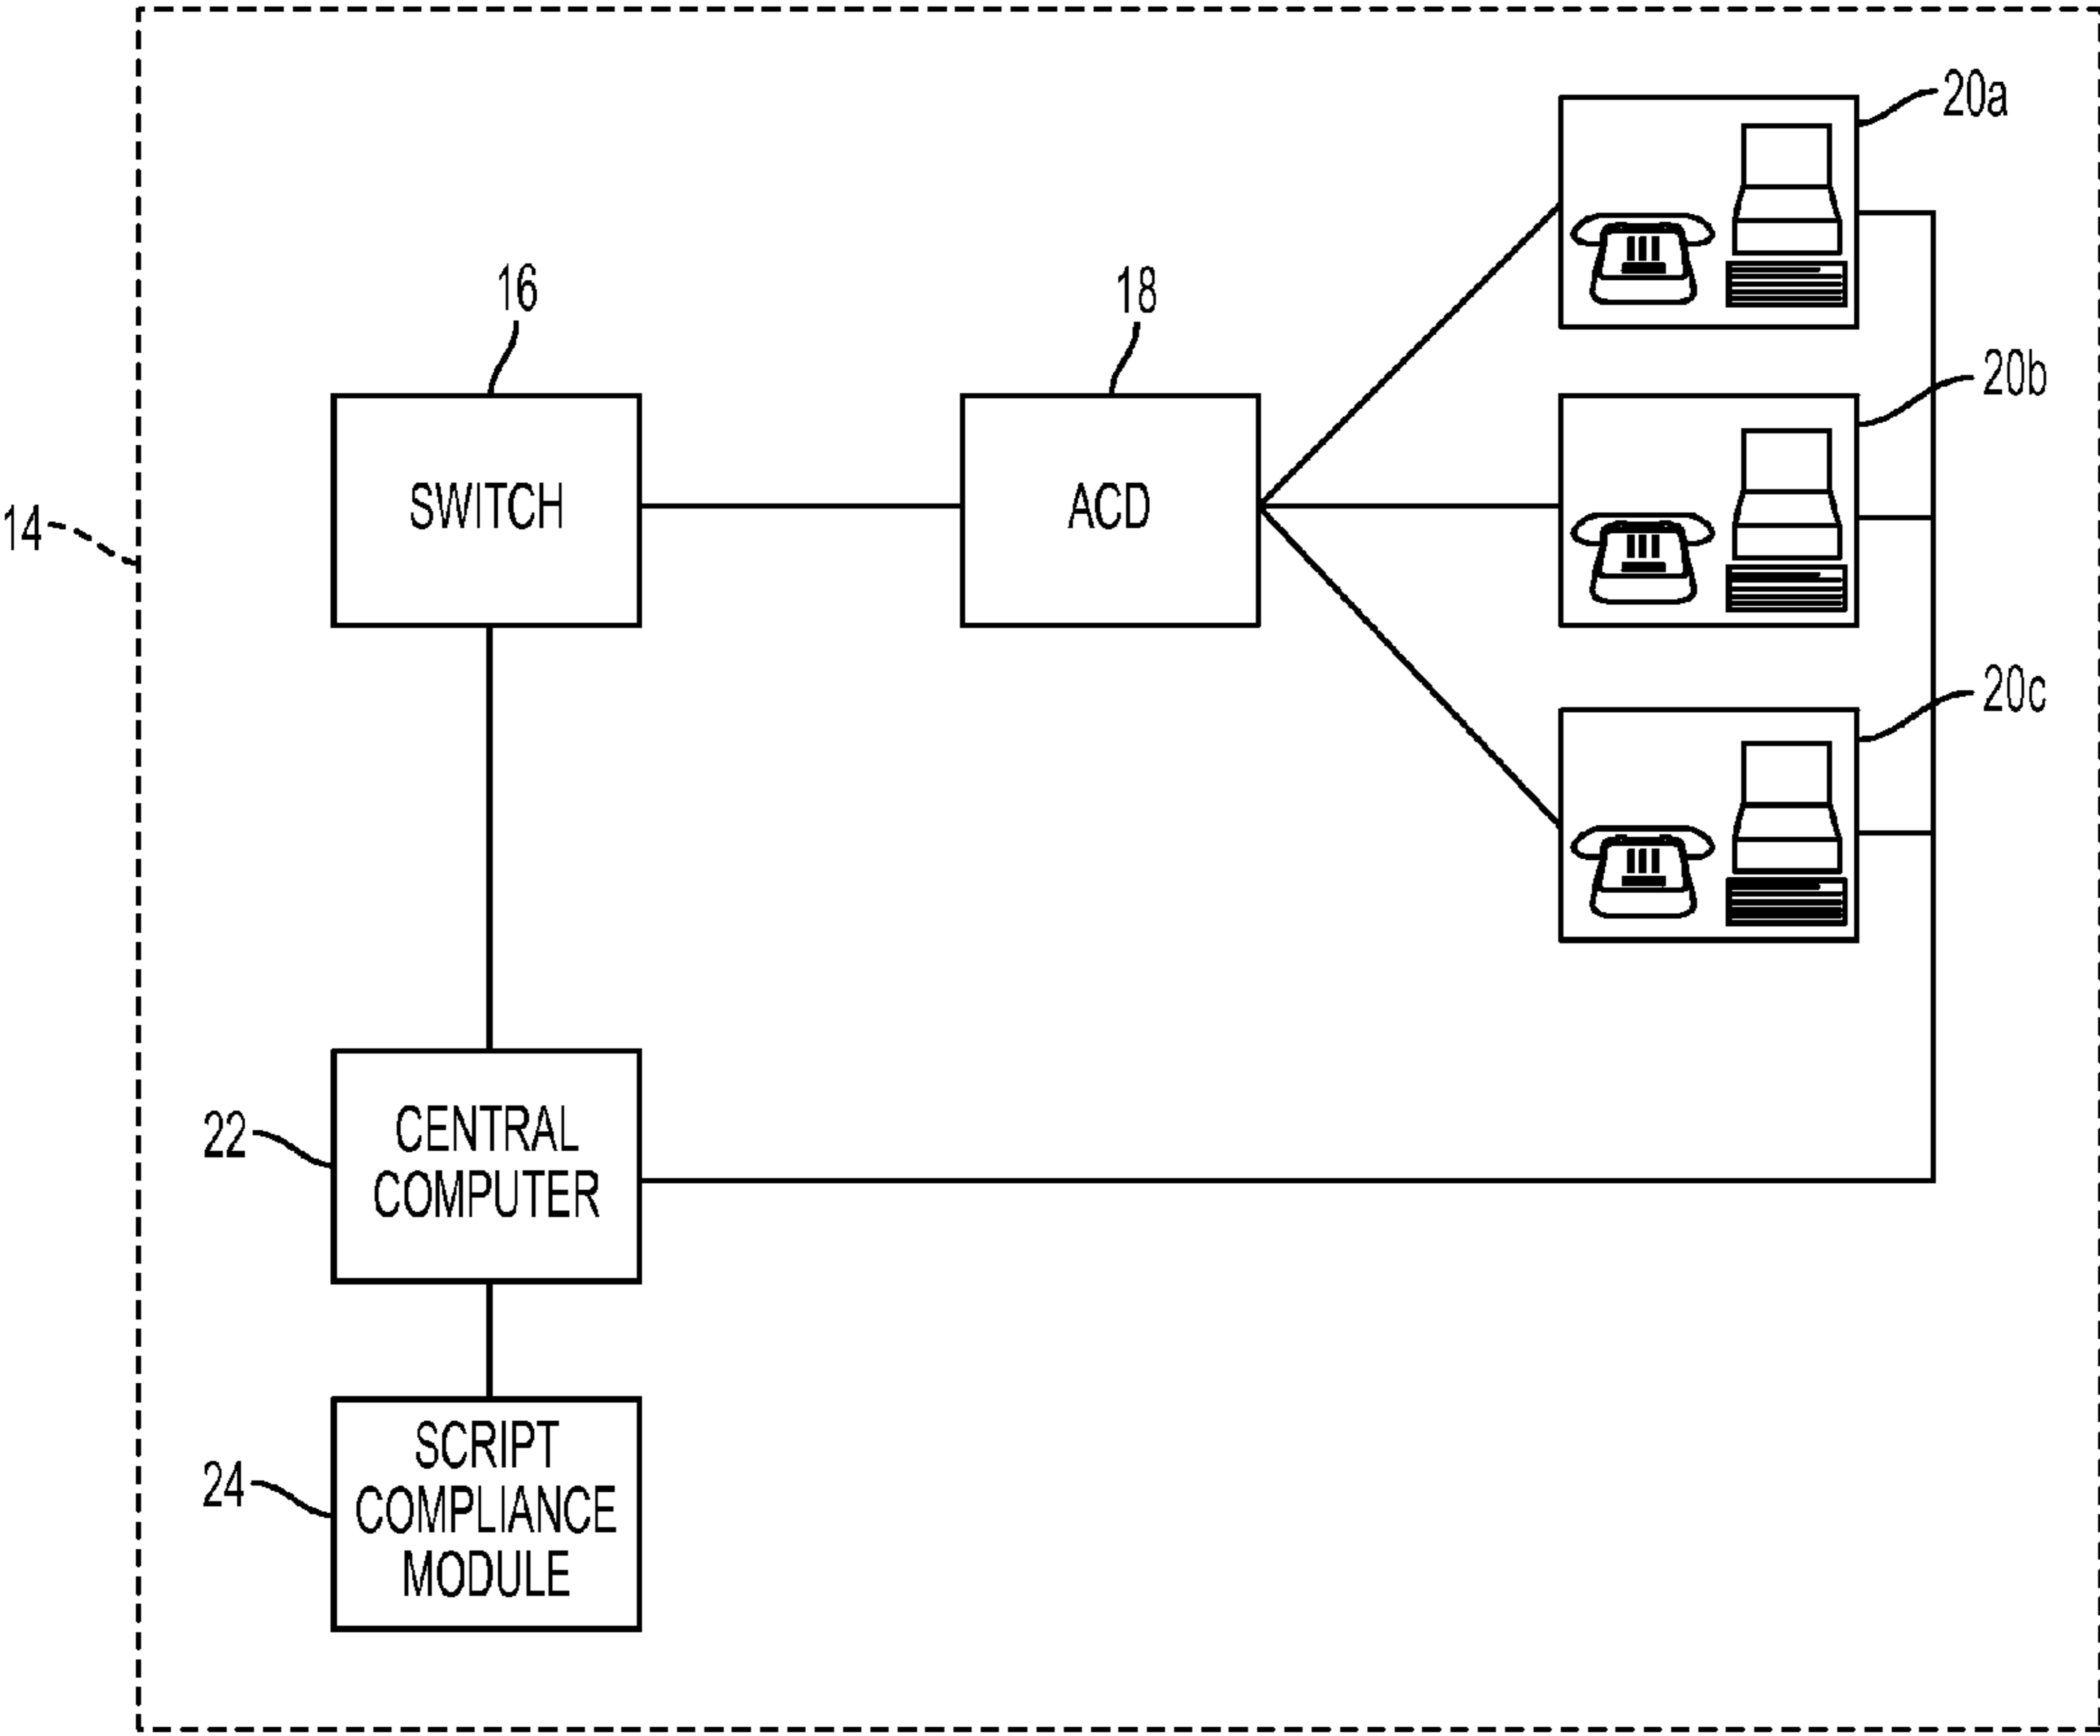 20a
16
18
20b
SWITCH
ACD
14
20c
22
CENTRAL
COMPUTER
24
SCRIPT
COMPLIANCE
MODULE